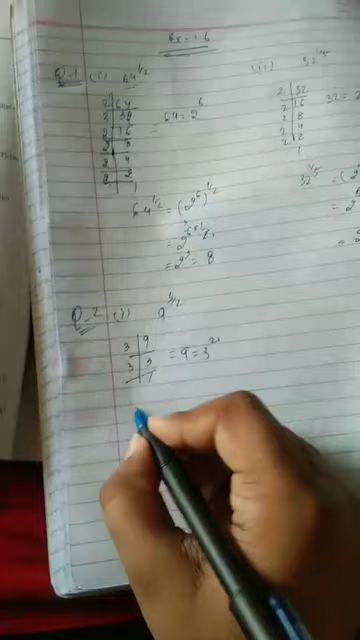 Ex-1.6
Q-1 (i) 64^1/2
(ii) 32^1/5
2 | 64
2 | 32
2 | 16
2 | 8
2 | 4
2 | 2
1
64 = 2^6
2 | 32
2 | 16
2 | 8
2 | 4
2 | 2
1
32 = 2
64^1/2 = (2^6)^1/2
= 2^3 = 8
32^1/5 = (2
= 2
Q-2 (i) 9^3/2
3 | 9
3 | 3
1
= 9 = 3^2